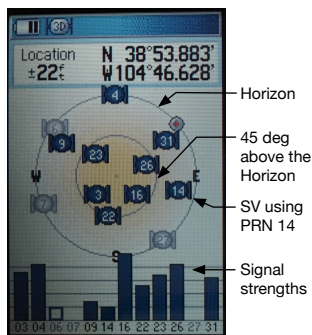 3D
Location N 38°53.883'
±22ft W104°46.628'
4
6
9
31
23
26
W
E
3
16
14
7
22
27
S
03 04 06 07 09 14 16 22 23 26 27 31
Horizon
45 deg
above the
Horizon
SV using
PRN 14
Signal
strengths